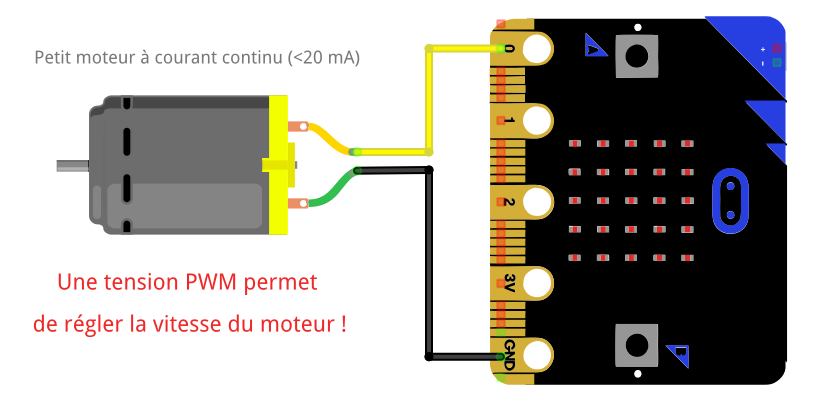 Petit moteur à courant continu (<20 mA)
Une tension PWM permet
de régler la vitesse du moteur !
0
1
2
3V
GND
A
B
+
-